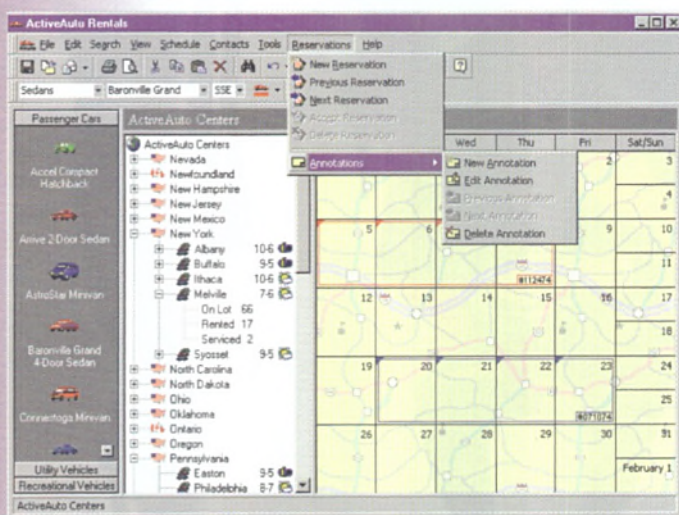 ActiveAuto Rentals
File Edit Search View Schedule Contacts Tools Reservations Help
Sedans Baronville Grand SSE
New Reservation
Previous Reservation
Next Reservation
Accept Reservation
Delete Reservation
Annotations
New Annotation
Edit Annotation
Previous Annotation
Next Annotation
Delete Annotation
Passenger Cars
Accel Compact
Hatchback
Arrive 2-Door Sedan
AstroStar Minivan
Baronville Grand
4-Door Sedan
Connestoga Minivan
Utility Vehicles
Recreational Vehicles
ActiveAuto Centers
ActiveAuto Centers
Nevada
Newfoundland
New Hampshire
New Jersey
New Mexico
New York
Albany 10-6
Buffalo 9-5
Ithaca 10-6
Melville 7-6
On Lot 66
Rented 17
Serviced 2
Syosset 9-5
North Carolina
North Dakota
Ohio
Oklahoma
Ontario
Oregon
Pennsylvania
Easton 9-5
Philadelphia 8-7
Wed Thu Fri Sat/Sun
2 3
4
5 6 9 10
11
#112474
12 13 14 15 16 17
18
19 20 21 22 23 24
25
#071074
26 27 28 29 30 31
February 1
ActiveAuto Centers